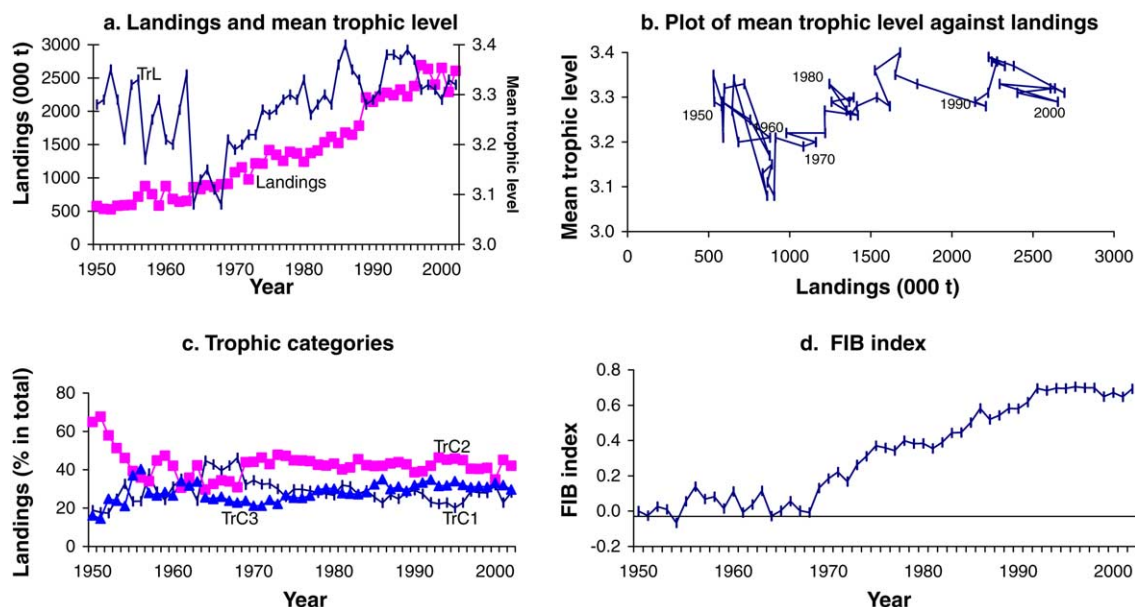 a. Landings and mean trophic level
Landings (000 t)
3000
2500
2000
1500
1000
500
0
TrL
Landings
3.4
3.3
3.2
3.1
3.0
Mean trophic level
1950 1960 1970 1980 1990 2000
Year
b. Plot of mean trophic level against landings
Mean trophic level
3.4
3.3
3.2
3.1
3.0
1950
1960
1970
1980
1990
2000
0 500 1000 1500 2000 2500 3000
Landings (000 t)
c. Trophic categories
Landings (% in total)
80
60
40
20
0
TrC2
TrC3
TrC1
1950 1960 1970 1980 1990 2000
Year
d. FIB index
FIB index
0.8
0.6
0.4
0.2
0.0
-0.2
1950 1960 1970 1980 1990 2000
Year